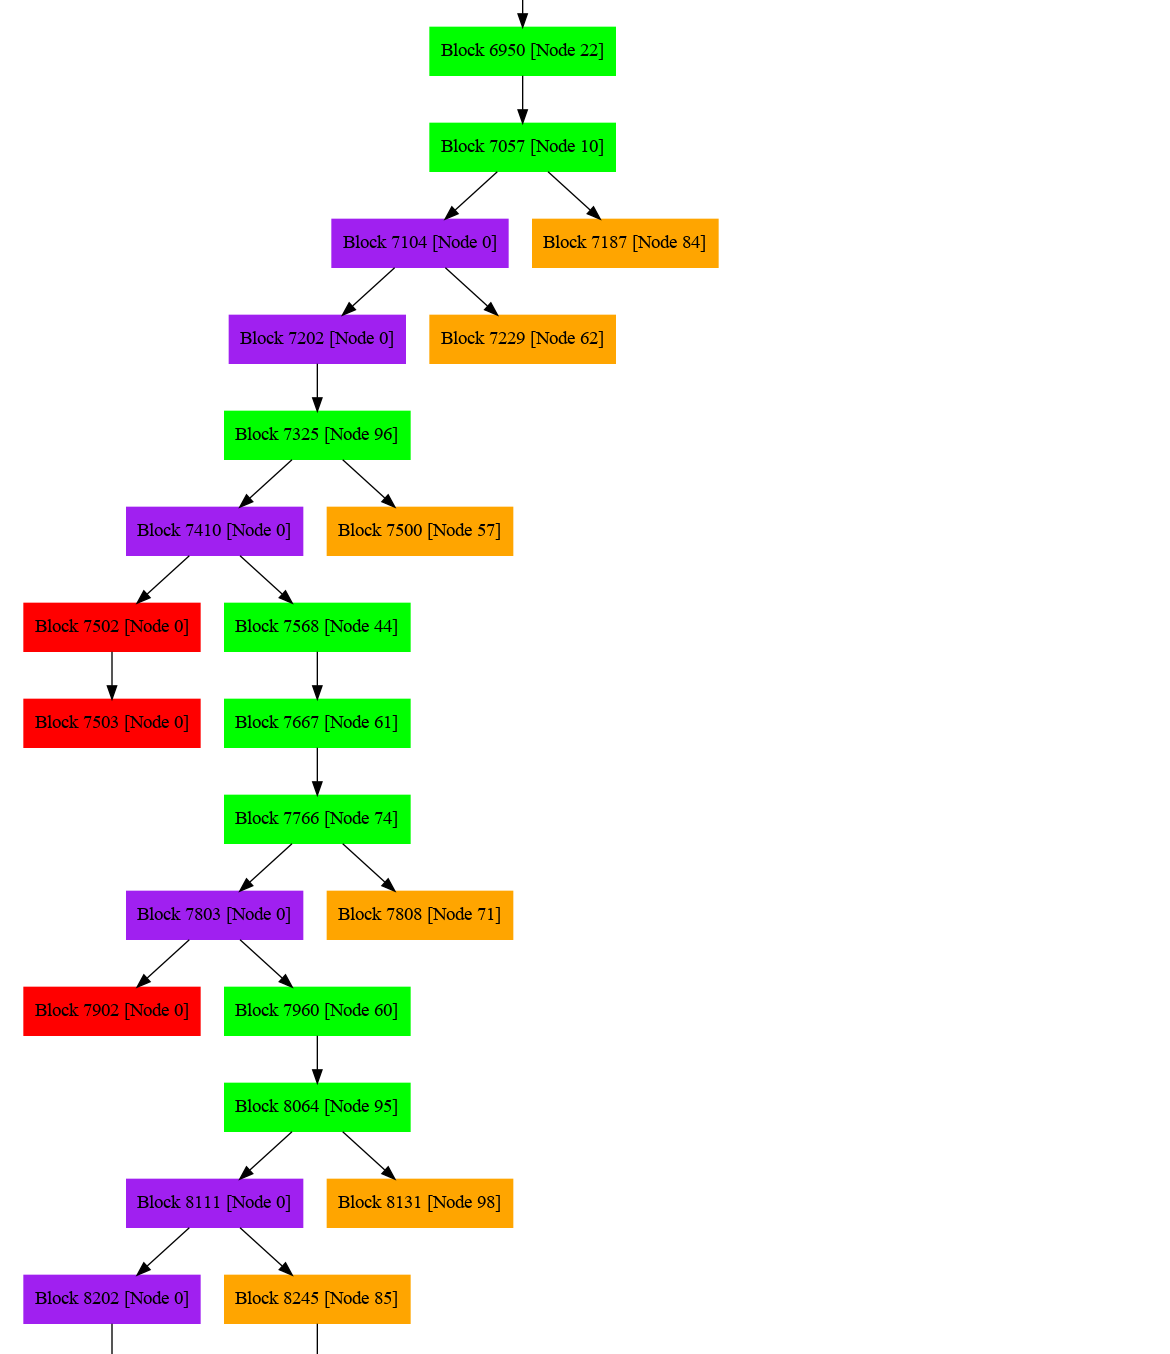 Block 6950 [Node 22]
Block 7057 [Node 10]
Block 7104 [Node 0]
Block 7187 [Node 84]
Block 7202 [Node 0]
Block 7229 [Node 62]
Block 7325 [Node 96]
Block 7410 [Node 0]
Block 7500 [Node 57]
Block 7502 [Node 0]
Block 7568 [Node 44]
Block 7503 [Node 0]
Block 7667 [Node 61]
Block 7766 [Node 74]
Block 7803 [Node 0]
Block 7808 [Node 71]
Block 7902 [Node 0]
Block 7960 [Node 60]
Block 8064 [Node 95]
Block 8111 [Node 0]
Block 8131 [Node 98]
Block 8202 [Node 0]
Block 8245 [Node 85]